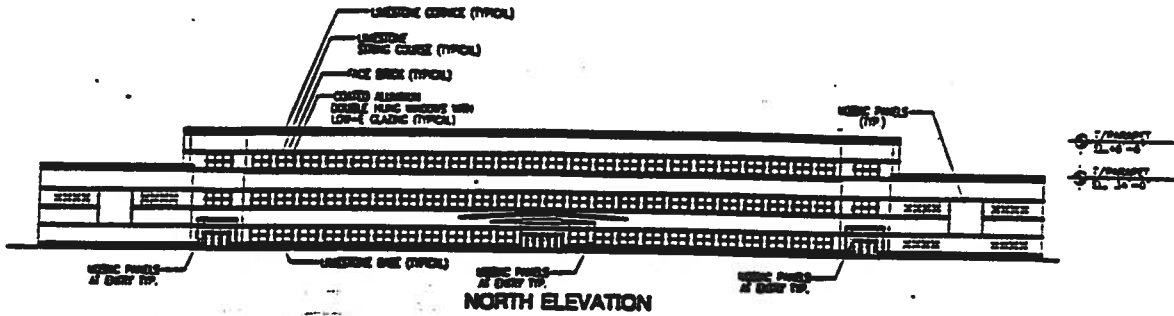 LIMESTONE CORNICE (TYPICAL)
LIMESTONE
STRING COURSE (TYPICAL)
FACE BRICK (TYPICAL)
COATED ALUMINUM
DOUBLE HUNG WINDOWS WITH
LOW-E GLAZING (TYPICAL)
MOSAIC PANELS
(TYP.)
T/PARAPET
T/PARAPET
LIMESTONE BASE (TYPICAL)
MOSAIC PANELS
AT ENTRY TYP.
MOSAIC PANELS
AT ENTRY TYP.
MOSAIC PANELS
AT ENTRY TYP.
NORTH ELEVATION